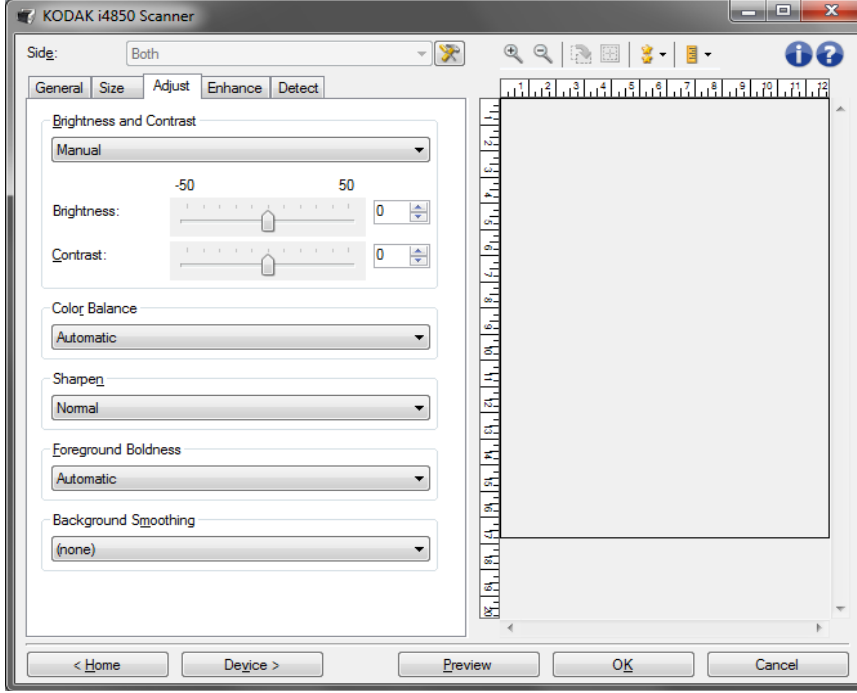 KODAK i4850 Scanner
Side: Both
General Size Adjust Enhance Detect
Brightness and Contrast
Manual
-50 50
Brightness: 0
Contrast: 0
Color Balance
Automatic
Sharpen
Normal
Foreground Boldness
Automatic
Background Smoothing
(none)
1 2 3 4 5 6 7 8 9 10 11 12
1
2
3
4
5
6
7
8
9
10
11
12
13
14
15
16
17
18
19
20
< Home Device > Preview OK Cancel